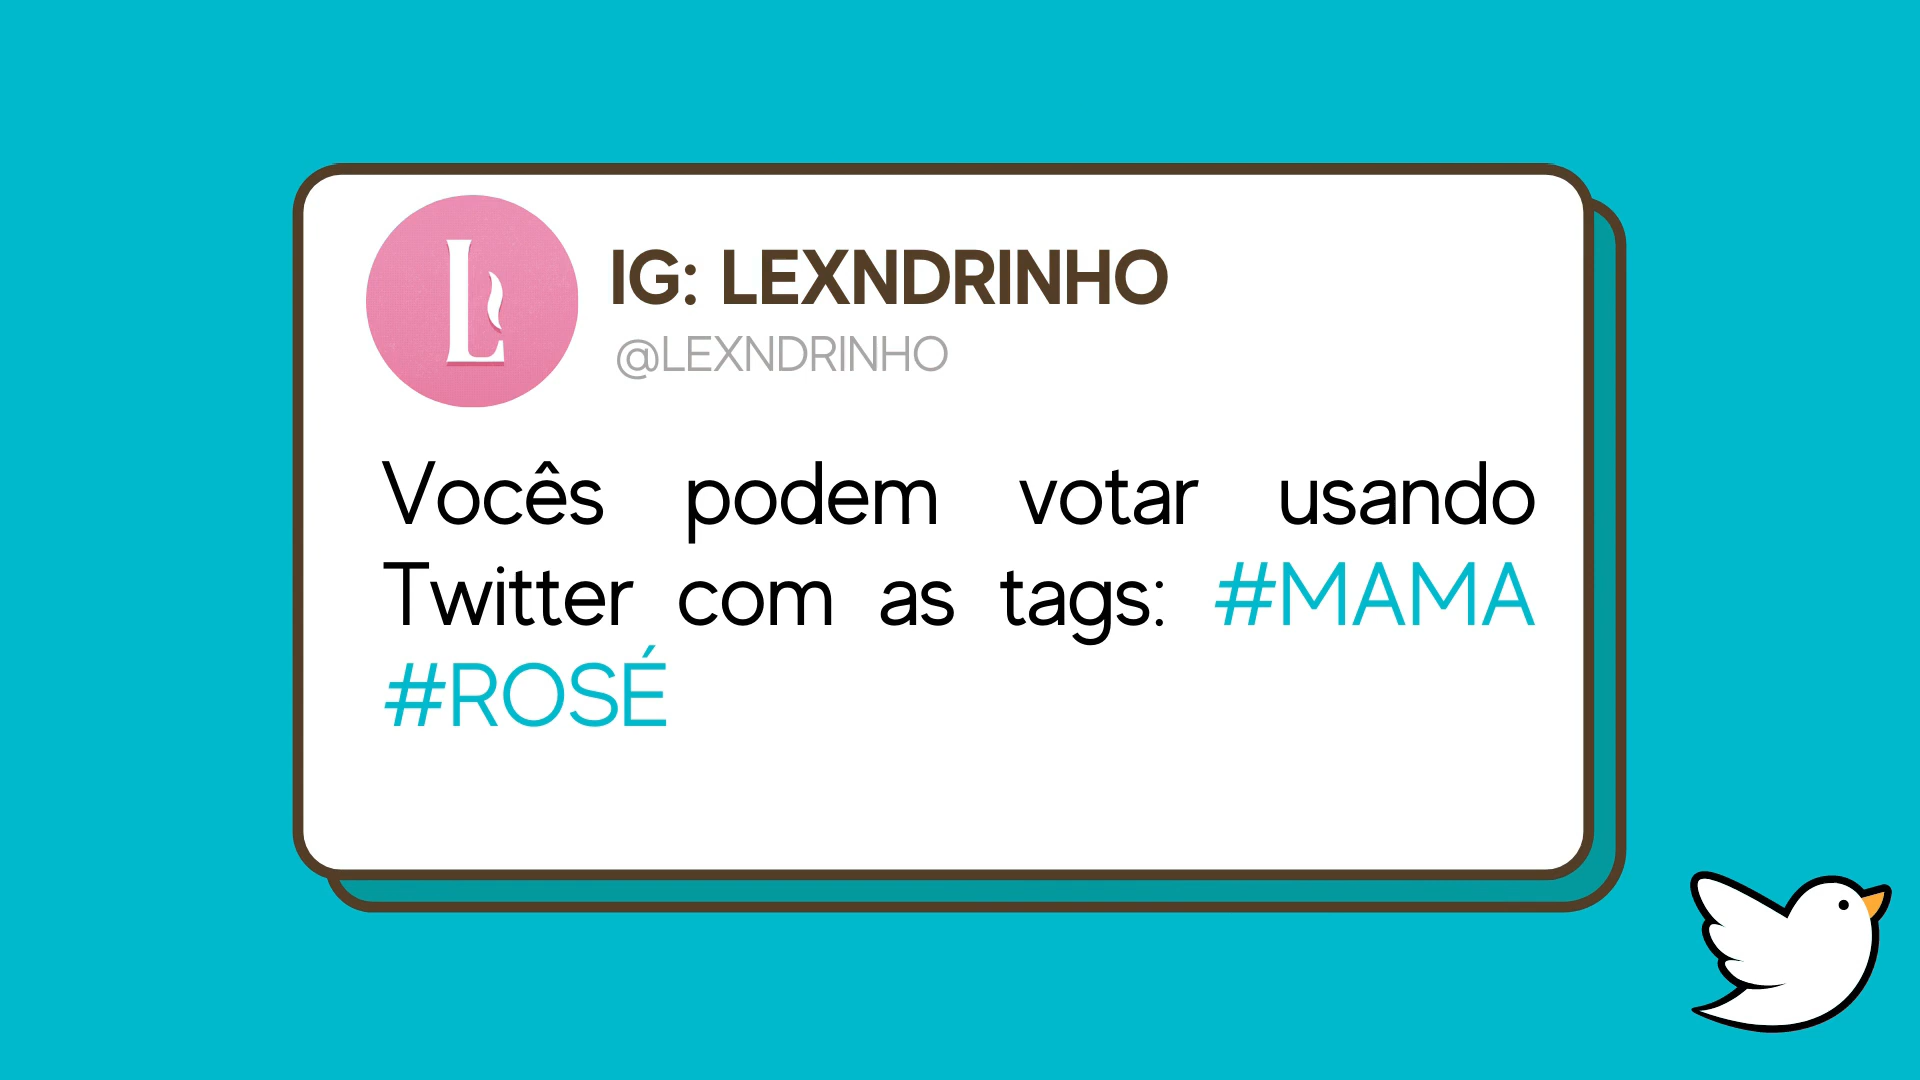 L
IG: LEXNDRINHO
@LEXNDRINHO
Vocês podem votar usando
Twitter com as tags: #MAMA
#ROSÉ